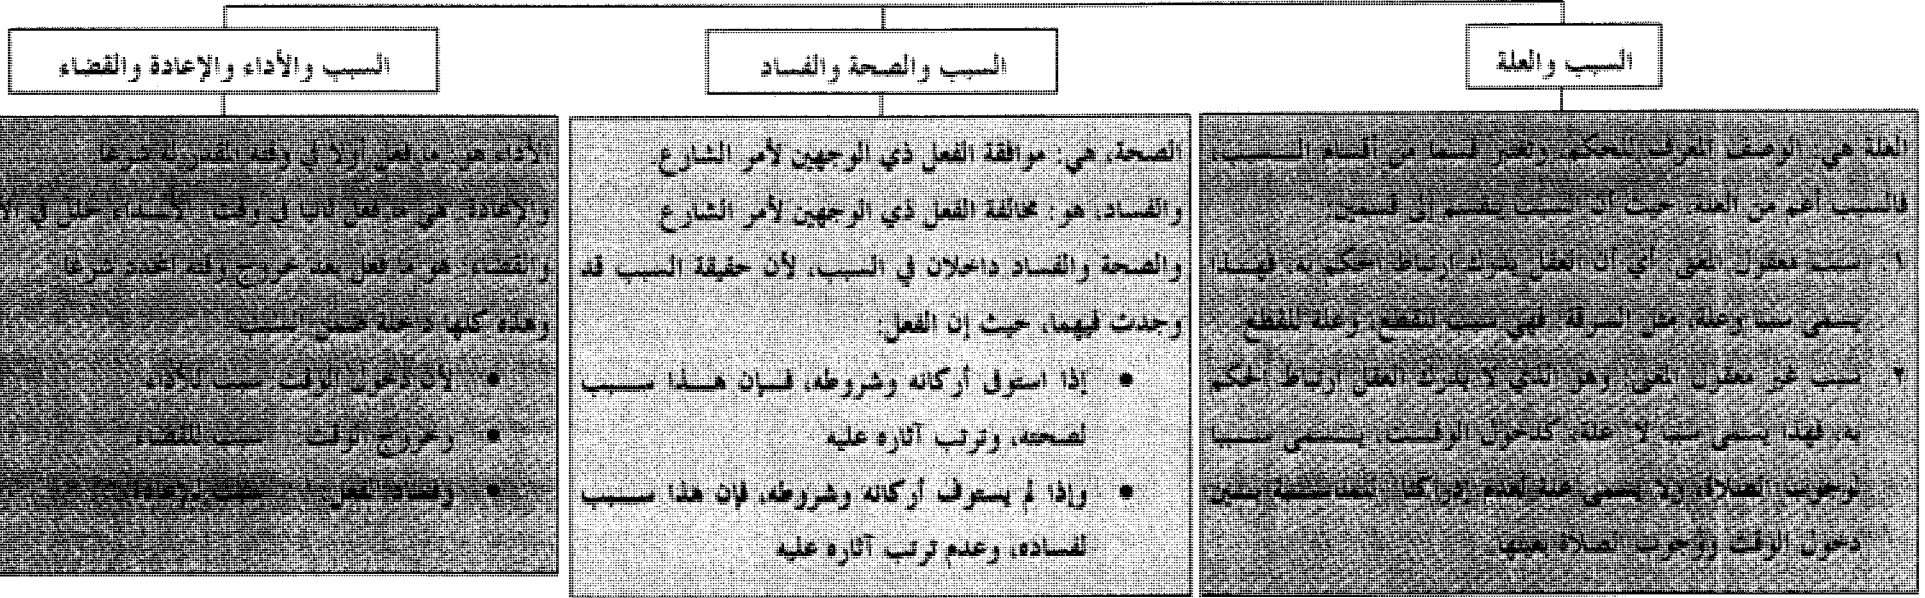 السبب والعلة
العلة هي: الوصف المعرف للحكم، وتعتبر قسما من أقسام السبب،
فالسبب أعم من العلة، حيث أن السبب ينقسم إلى قسمين:
١. سبب معقول المعنى: أي أن العقل يدرك ارتباط الحكم به، فهذا
يسمى سببا وعلة، مثل السرقة، فهي سبب للقطع، وعلة للقطع
٢. سبب غير معقول المعنى: وهو الذي لا يدرك العقل ارتباط الحكم
به، فهذا يسمى سببا لا علة، كدخول الوقت، يسمى سببا
لوجوب الصلاة، ولا يسمى علة لعدم إدراكنا للمناسبة بين
دخول الوقت ووجوب الصلاة بعينها.
السبب والصحة والفساد
الصحة، هي: موافقة الفعل ذي الوجهين لأمر الشارع.
والفساد، هو: مخالفة الفعل ذي الوجهين لأمر الشارع
والصحة والفساد داخلان في السبب، لأن حقيقة السبب قد
وجدت فيهما، حيث إن الفعل:
• إذا استوفى أركانه وشروطه، فإن هذا سبب
لصحته، وترتب آثاره عليه
• وإذا لم يستوف أركانه وشروطه، فإن هذا سبب
لفساده، وعدم ترتب آثاره عليه
السبب والأداء والإعادة والقضاء
الأداء هو: ما فعل أولا في وقته المقدر له شرعا
والإعادة، هي ما فعل ثانيا في وقت الأداء خلل في
والقضاء: هو ما فعل بعد خروج وقته المحدد شرعا
وهذه كلها داخلة ضمن السبب
• لأن دخول الوقت سبب للأداء
• وخروج الوقت سبب للقضاء
• وفساد الفعل سبب للإعادة